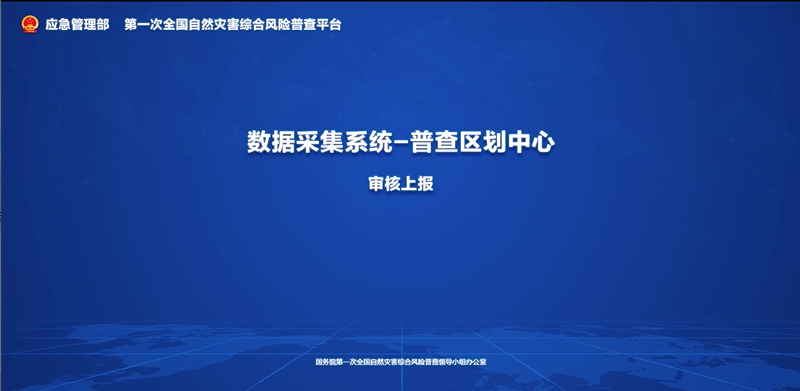 应急管理部 第一次全国自然灾害综合风险普查平台
数据采集系统–普查区划中心
审核上报
国务院第一次全国自然灾害综合风险普查领导小组办公室